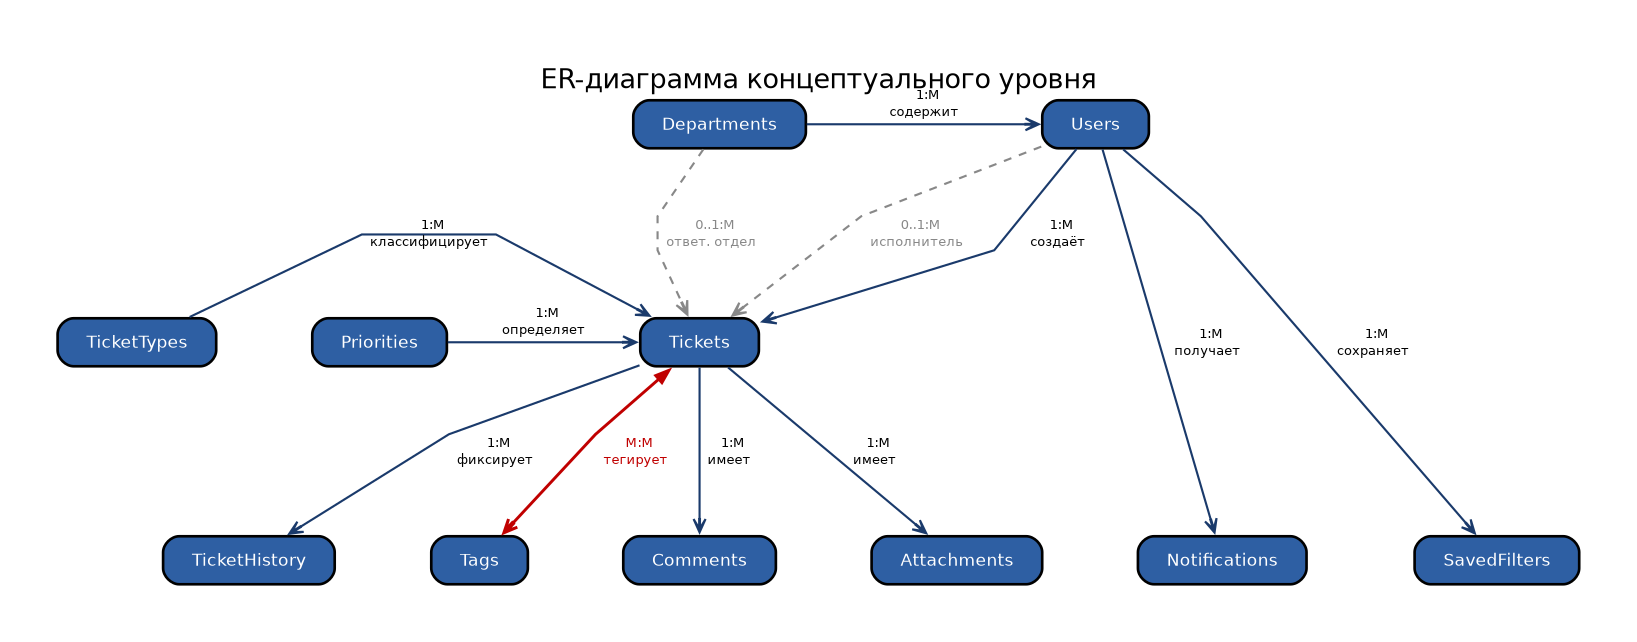 ER-диаграмма концептуального уровня
1:М
содержит
Departments
Users
1:М
классифицирует
0..1:М
ответ. отдел
0..1:М
исполнитель
1:М
создаёт
1:М
определяет
1:М
получает
1:М
сохраняет
TicketTypes
Priorities
Tickets
1:М
фиксирует
М:М
тегирует
1:М
имеет
1:М
имеет
TicketHistory
Tags
Comments
Attachments
Notifications
SavedFilters